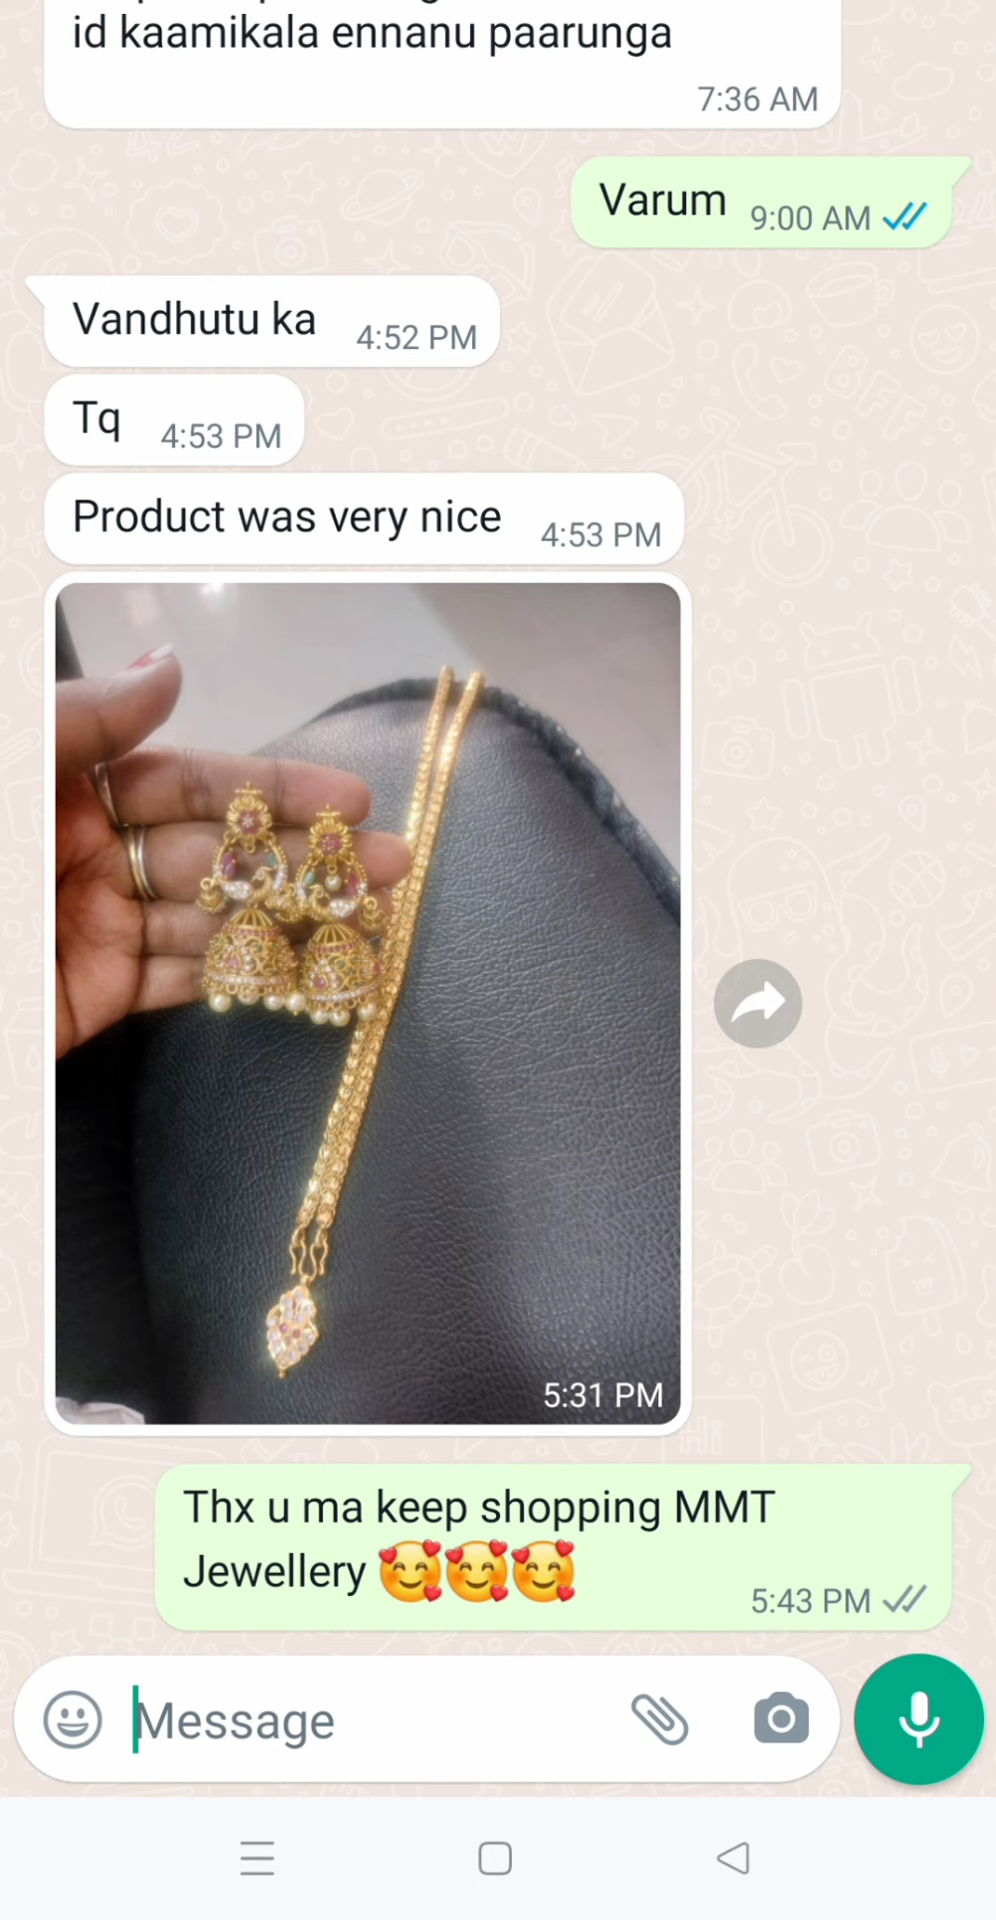 id kaamikala ennanu paarunga
7:36 AM
Varum 9:00 AM
Vandhutu ka 4:52 PM
Tq 4:53 PM
Product was very nice 4:53 PM
5:31 PM
Thx u ma keep shopping MMT
Jewellery 🥰🥰🥰
5:43 PM
Message